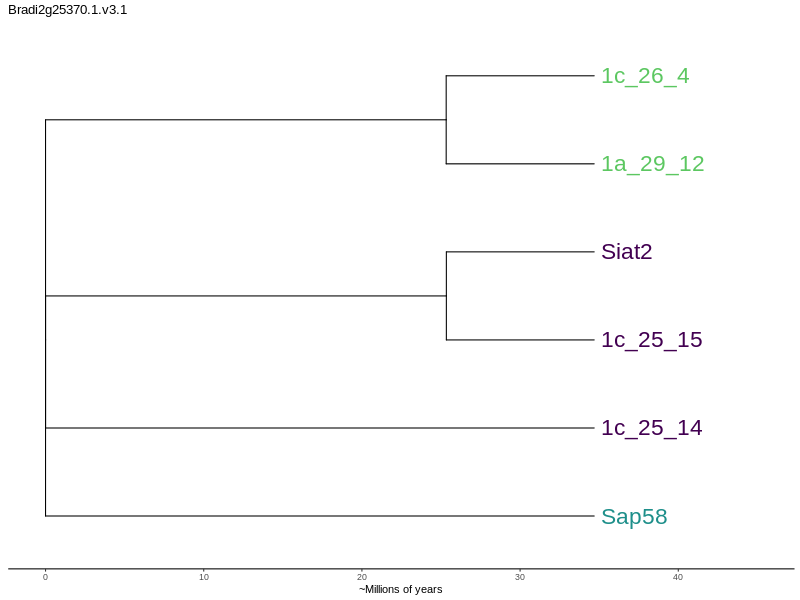 Bradi2g25370.1.v3.1
1c_26_4
1a_29_12
Siat2
1c_25_15
1c_25_14
Sap58
0 10 20 30 40
~Millions of years